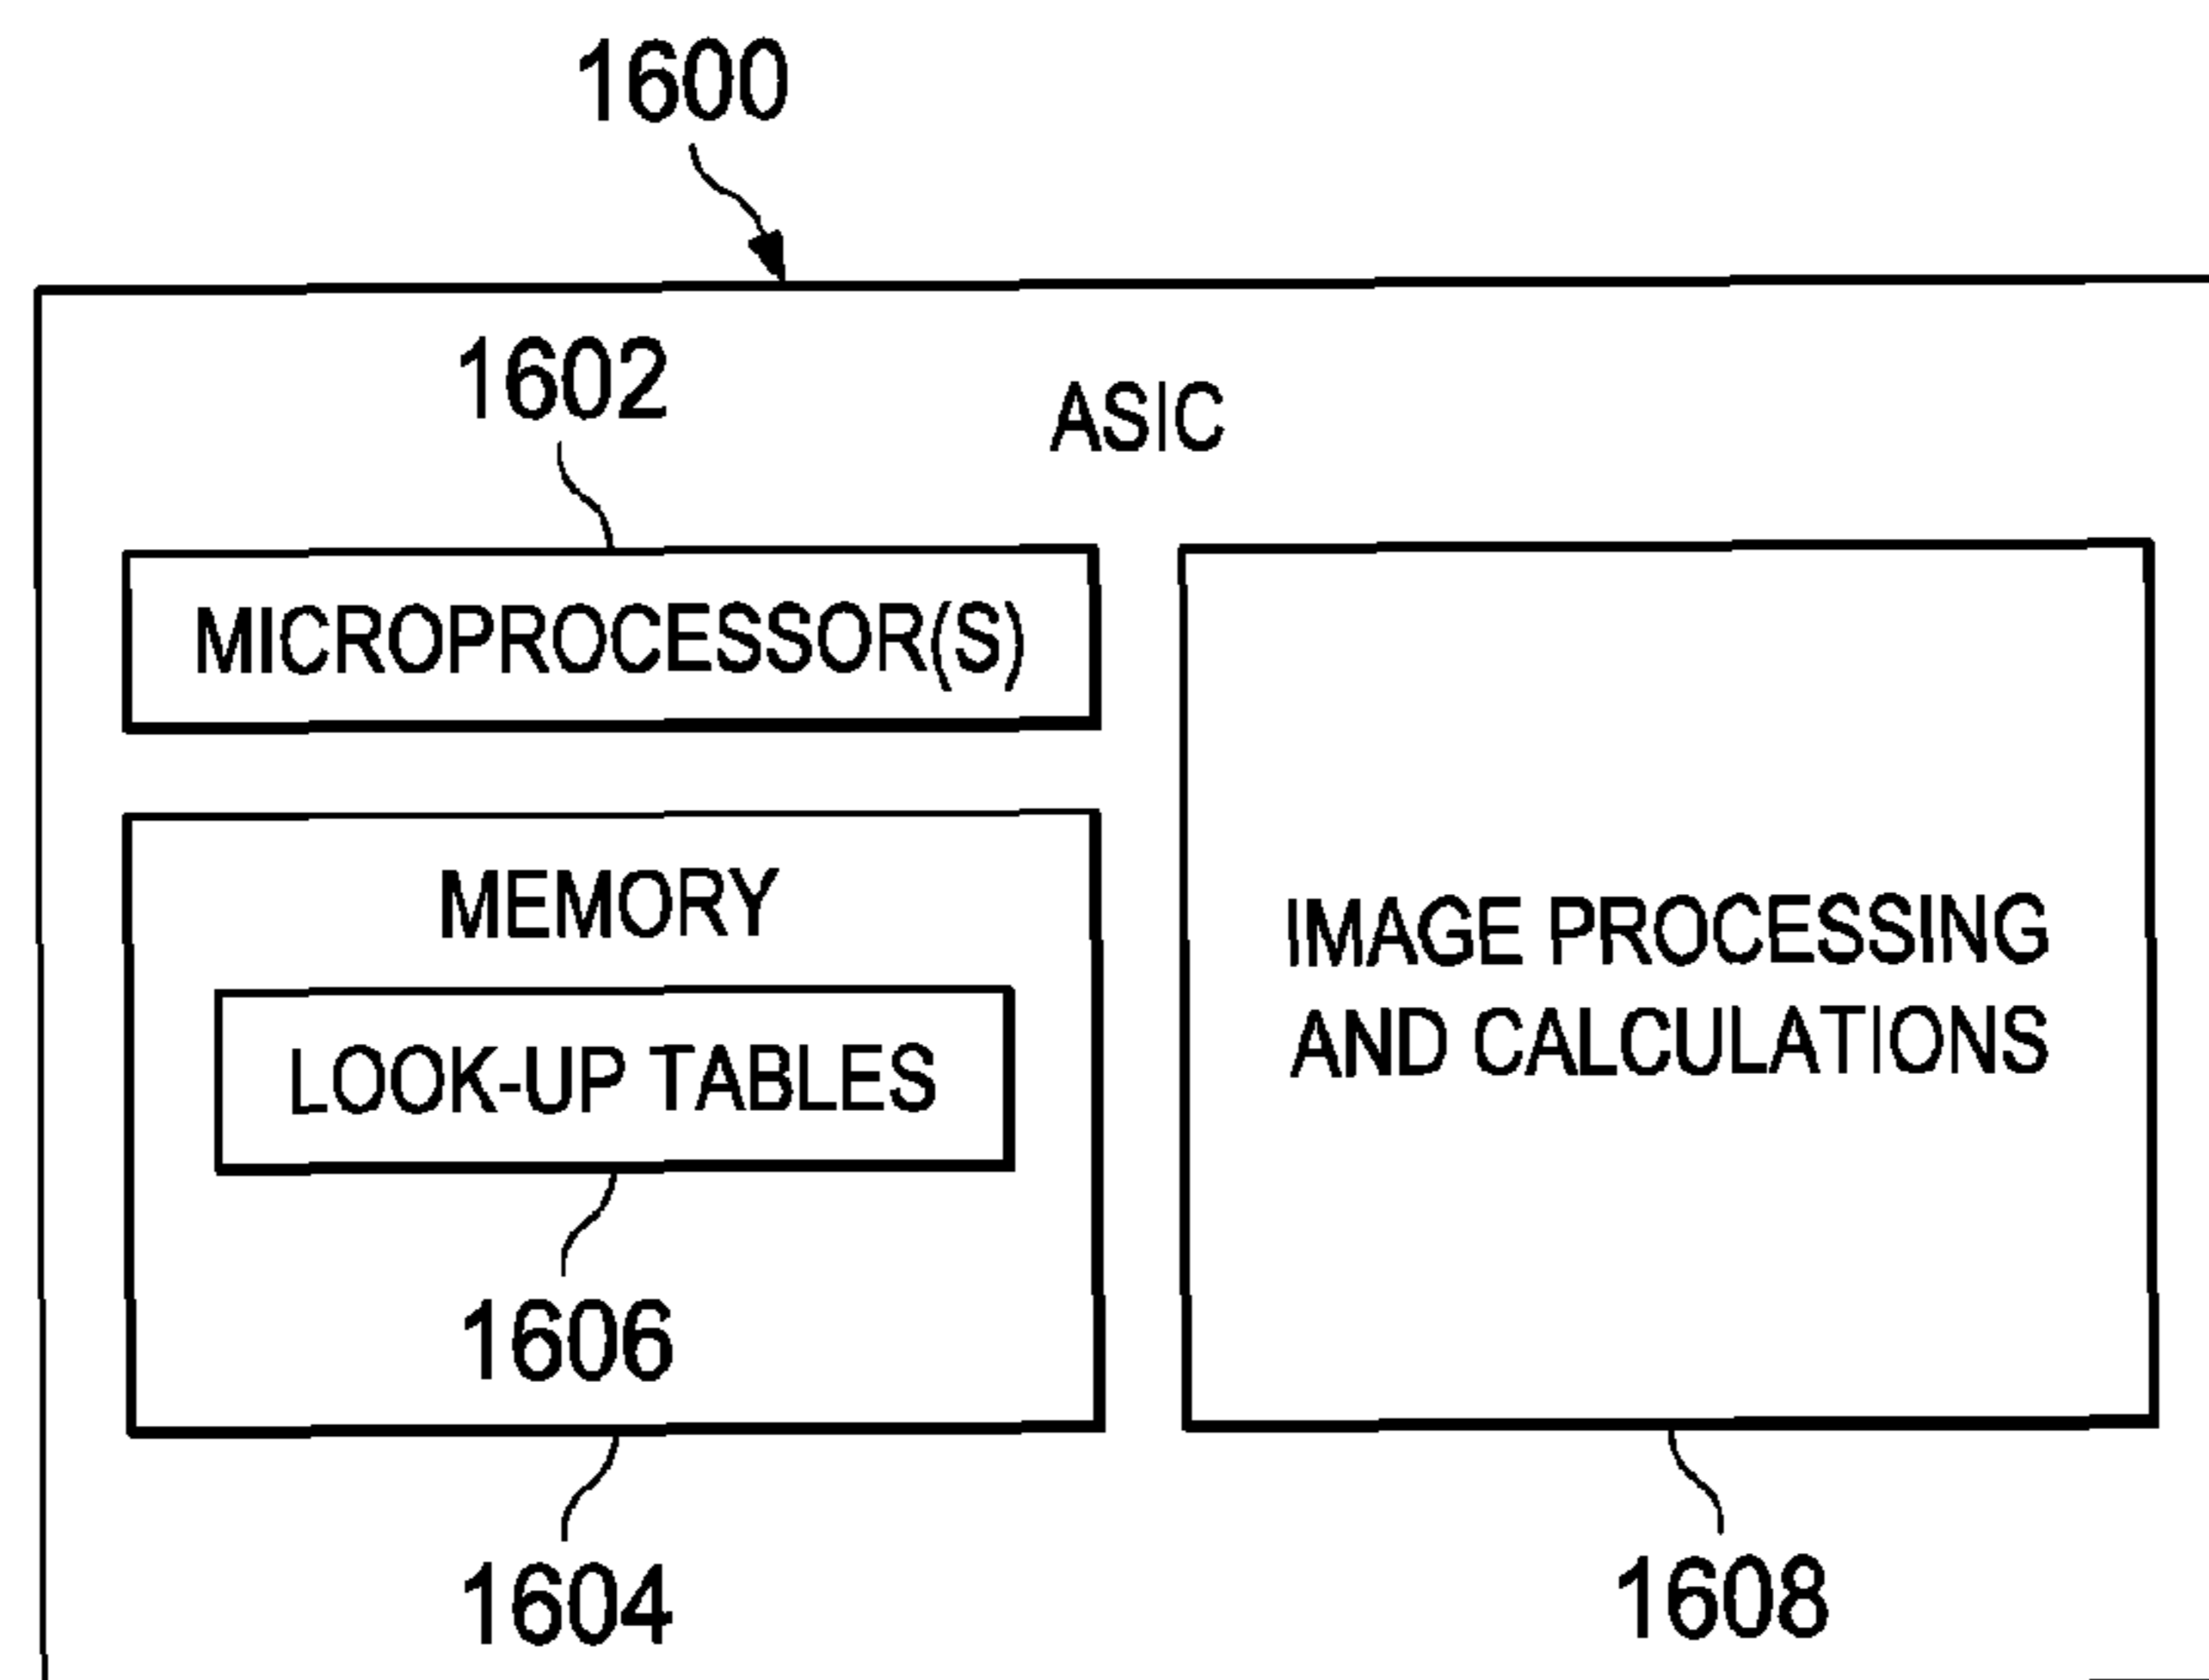 1600
1602
ASIC
MICROPROCESSOR(S)
MEMORY
LOOK-UP TABLES
1606
1604
IMAGE PROCESSING
AND CALCULATIONS
1608